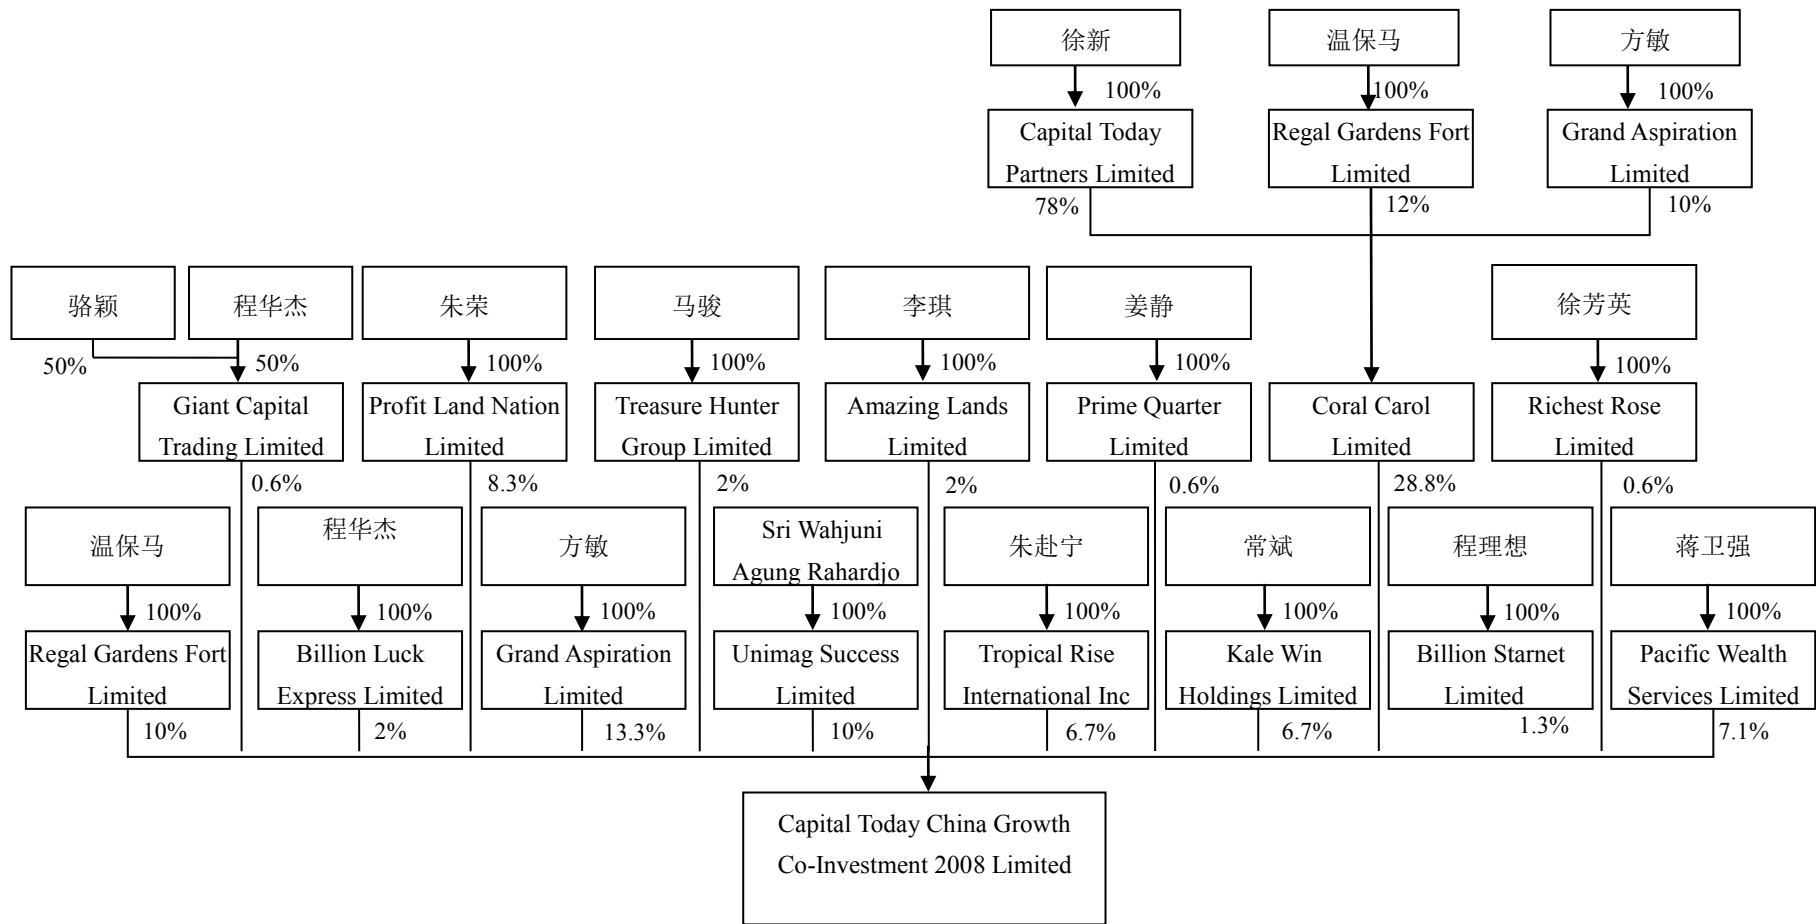 徐新
温保马
方敏
100%
100%
100%
Capital Today
Partners Limited
Regal Gardens Fort
Limited
Grand Aspiration
Limited
78%
12%
10%
骆颖
程华杰
朱荣
马骏
李琪
姜静
徐芳英
50%
50%
100%
100%
100%
100%
100%
Giant Capital
Trading Limited
Profit Land Nation
Limited
Treasure Hunter
Group Limited
Amazing Lands
Limited
Prime Quarter
Limited
Coral Carol
Limited
Richest Rose
Limited
0.6%
8.3%
2%
2%
0.6%
28.8%
0.6%
温保马
程华杰
方敏
Sri Wahjuni
Agung Rahardjo
朱赴宁
常斌
程理想
蒋卫强
100%
100%
100%
100%
100%
100%
100%
100%
Regal Gardens Fort
Limited
Billion Luck
Express Limited
Grand Aspiration
Limited
Unimag Success
Limited
Tropical Rise
International Inc
Kale Win
Holdings Limited
Billion Starnet
Limited
Pacific Wealth
Services Limited
10%
2%
13.3%
10%
6.7%
6.7%
1.3%
7.1%
Capital Today China Growth
Co-Investment 2008 Limited